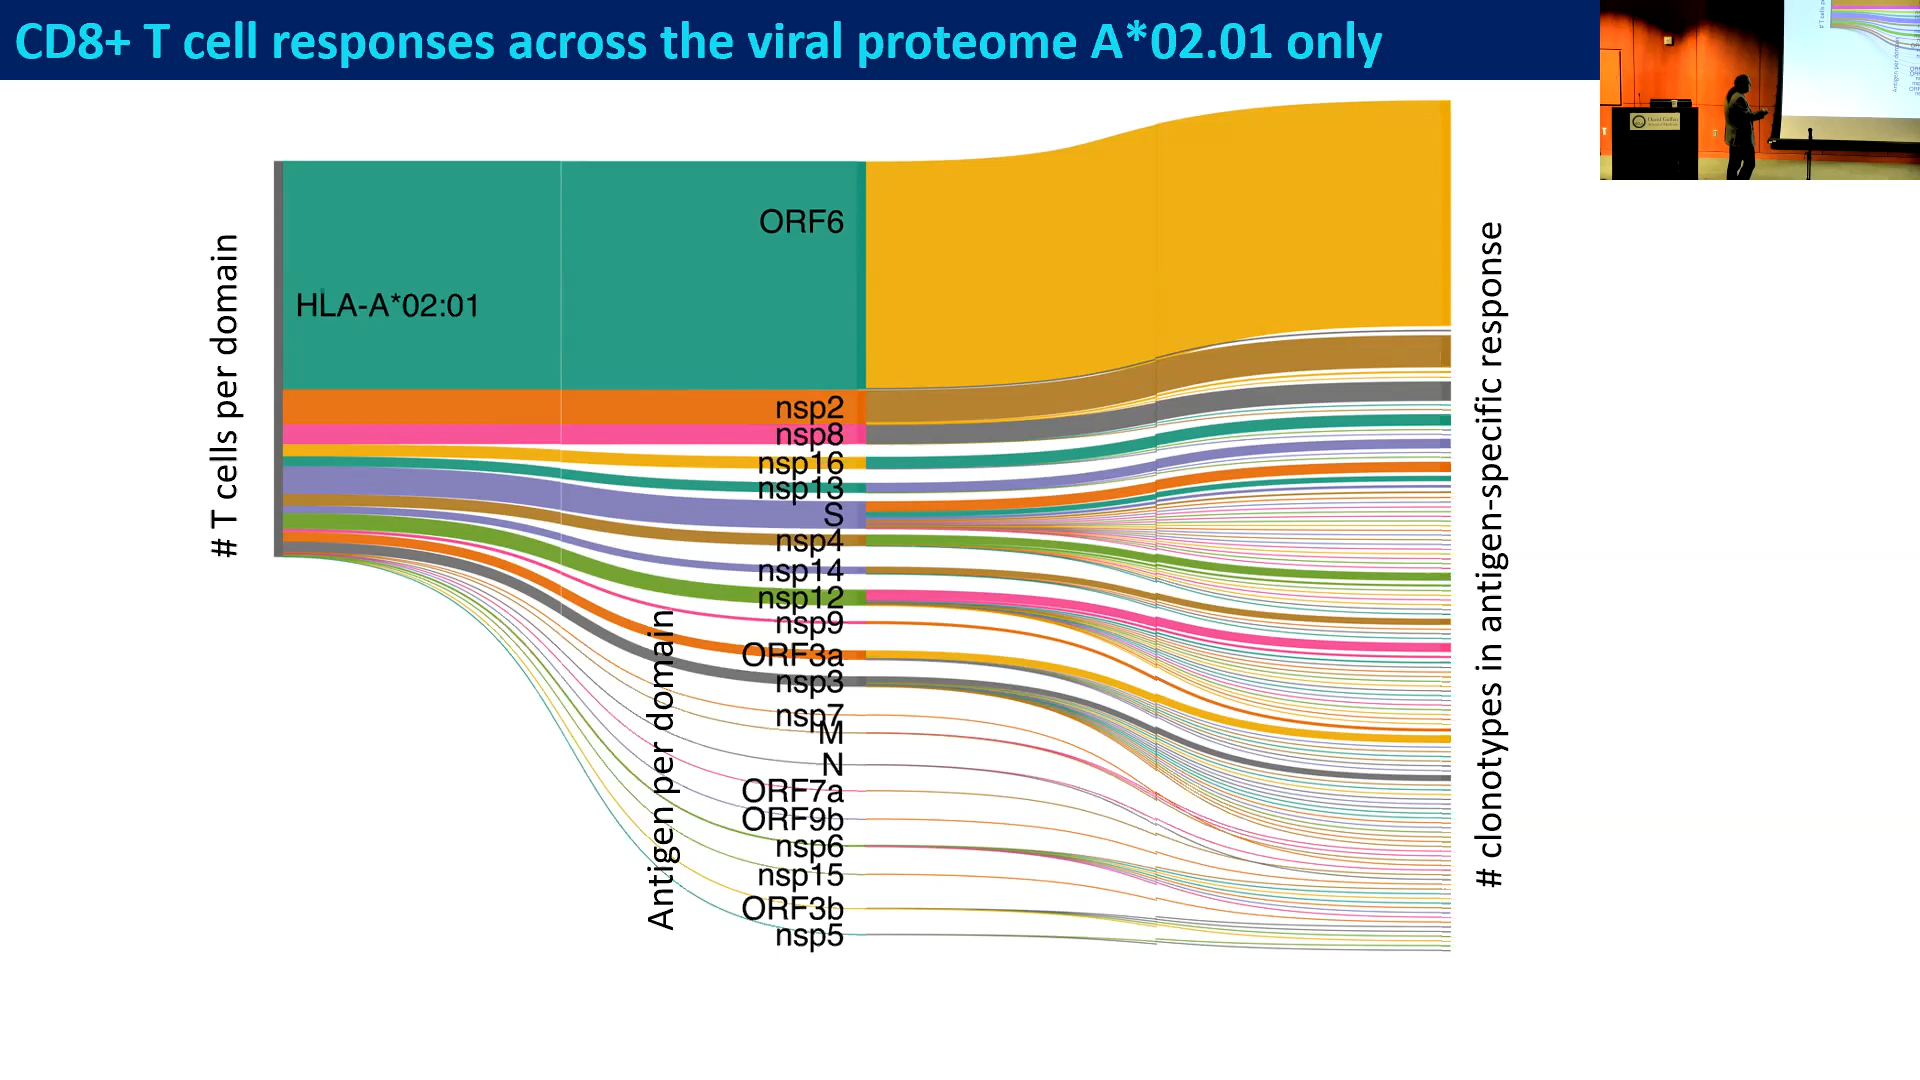 CD8+ T cell responses across the viral proteome A*02.01 only
# T cells per domain
HLA-A*02:01
Antigen per domain
ORF6
nsp2
nsp8
nsp16
nsp13
S
nsp4
nsp14
nsp12
nsp9
ORF3a
nsp3
nsp7
M
N
ORF7a
ORF9b
nsp6
nsp15
ORF3b
nsp5
# clonotypes in antigen-specific response
David Geffen